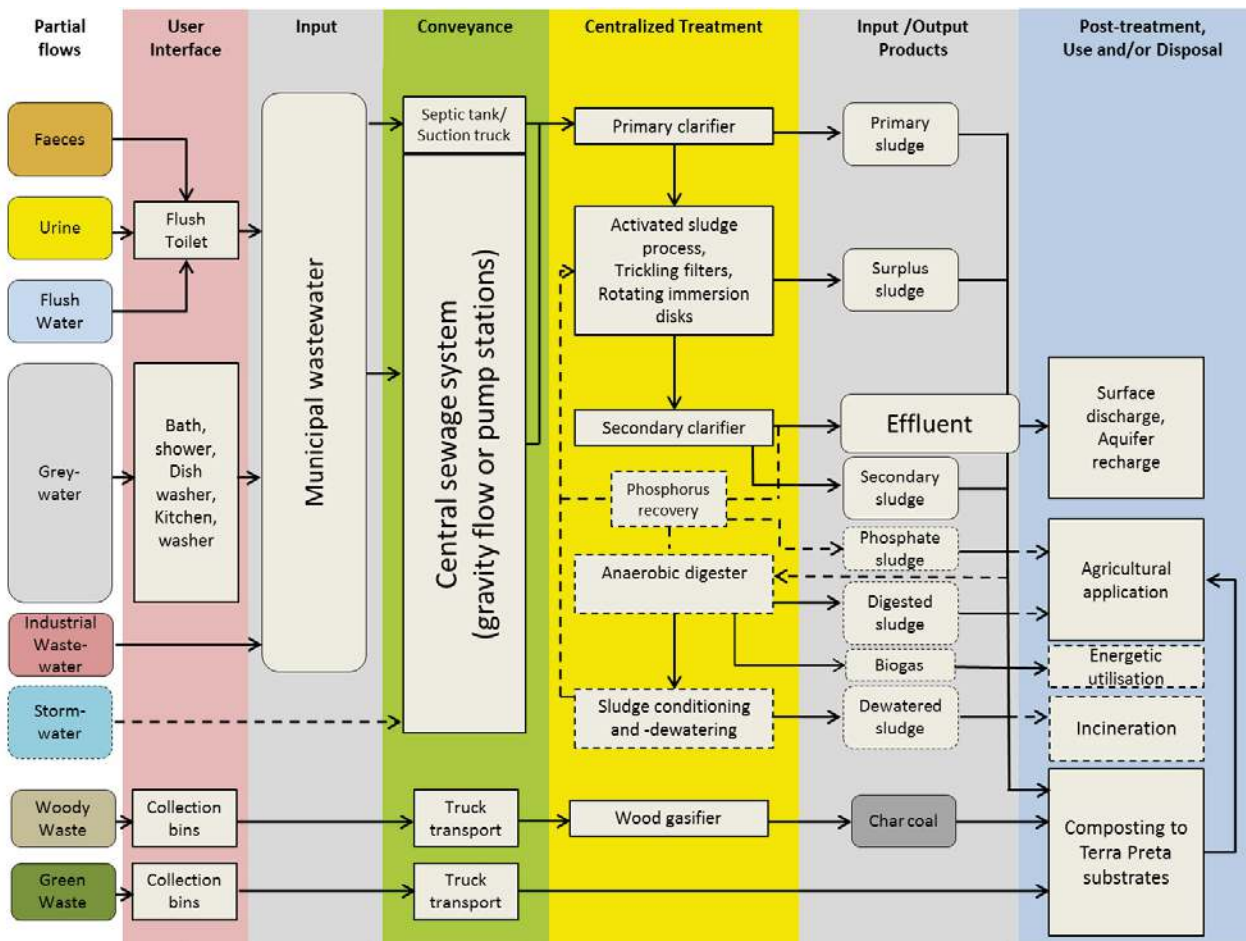 Partial
flows
User
Interface
Input
Conveyance
Centralized Treatment
Input /Output
Products
Post-treatment,
Use and/or Disposal
Faeces
Urine
Flush
Water
Grey-
water
Industrial
Waste-
water
Storm-
water
Woody
Waste
Green
Waste
Flush
Toilet
Bath,
shower,
Dish
washer,
Kitchen,
washer
Collection
bins
Collection
bins
Municipal wastewater
Septic tank/
Suction truck
Central sewage system
(gravity flow or pump stations)
Truck
transport
Truck
transport
Primary clarifier
Activated sludge
process,
Trickling filters,
Rotating immersion
disks
Secondary clarifier
Phosphorus
recovery
Anaerobic digester
Sludge conditioning
and -dewatering
Wood gasifier
Primary
sludge
Surplus
sludge
Effluent
Secondary
sludge
Phosphate
sludge
Digested
sludge
Biogas
Dewatered
sludge
Char coal
Surface
discharge,
Aquifer
recharge
Agricultural
application
Energetic
utilisation
Incineration
Composting to
Terra Preta
substrates